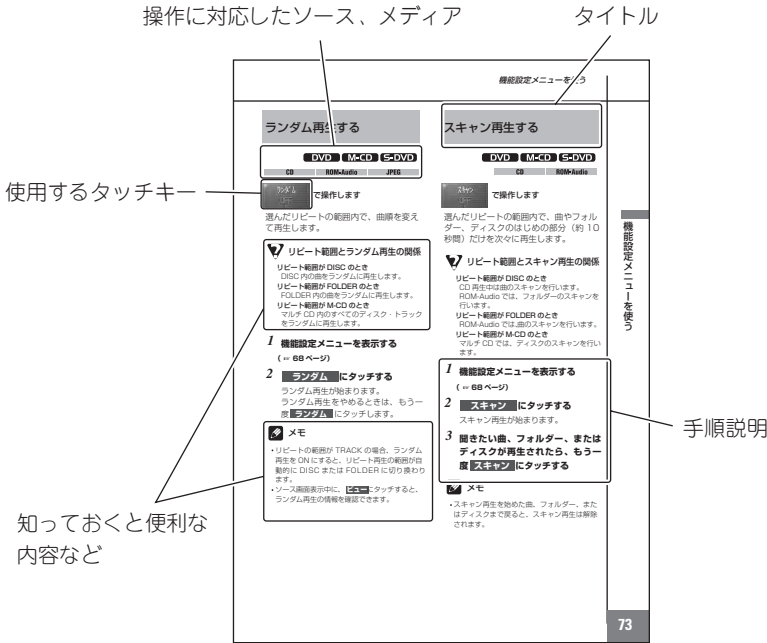 操作に対応したソース、メディア
タイトル
機能設定メニューを使う
ランダム再生する
DVD M-CD S-DVD
CD ROM-Audio JPEG
使用するタッチキー
ランダム
OFF
で操作します
選んだリピートの範囲内で、曲順を変え
て再生します。
リピート範囲とランダム再生の関係
リピート範囲が DISC のとき
DISC 内の曲をランダムに再生します。
リピート範囲が FOLDER のとき
FOLDER 内の曲をランダムに再生します。
リピート範囲が M-CD のとき
マルチ CD 内のすべてのディスク・トラック
をランダムに再生します。
1 機能設定メニューを表示する
(☞ 68 ページ)
2 ランダム にタッチする
ランダム再生が始まります。
ランダム再生をやめるときは、もう一
度 ランダム にタッチします。
メモ
・リピートの範囲が TRACK の場合、ランダム
再生を ON にすると、リピート再生の範囲が自
動的に DISC または FOLDER に切り換わり
ます。
・ソース画面表示中に、ビューにタッチすると、
ランダム再生の情報を確認できます。
知っておくと便利な
内容など
スキャン再生する
DVD M-CD S-DVD
CD ROM-Audio
スキャン
OFF
で操作します
選んだリピートの範囲内で、曲やフォル
ダー、ディスクのはじめの部分（約 10
秒間）だけを次々に再生します。
リピート範囲とスキャン再生の関係
リピート範囲が DISC のとき
CD 再生中は曲のスキャンを行います。
ROM-Audio では、フォルダーのスキャンを
行います。
リピート範囲が FOLDER のとき
ROM-Audio では、曲のスキャンを行います。
リピート範囲が M-CD のとき
マルチ CD では、ディスクのスキャンを行い
ます。
1 機能設定メニューを表示する
(☞ 68 ページ)
2 スキャン にタッチする
スキャン再生が始まります。
3 聞きたい曲、フォルダー、または
ディスクが再生されたら、もう一
度 スキャン にタッチする
メモ
・スキャン再生を始めた曲、フォルダー、また
はディスクまで戻ると、スキャン再生は解除
されます。
手順説明
機能設定メニューを使う
73